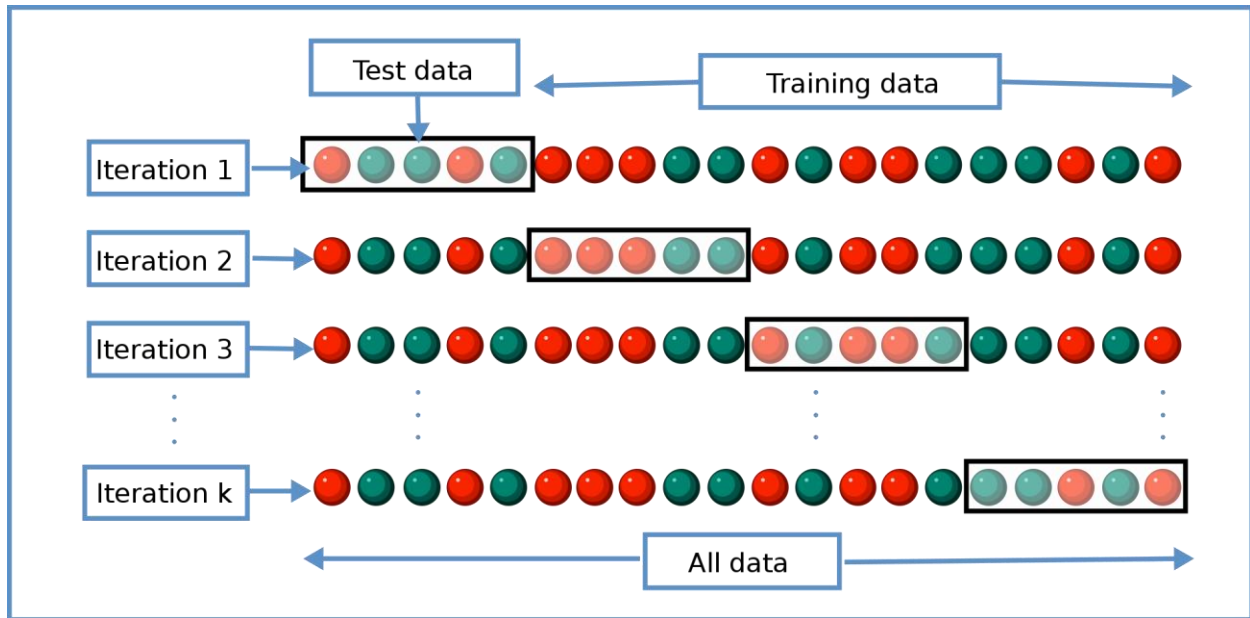 Test data
Training data
Iteration 1
Iteration 2
Iteration 3
Iteration k
All data